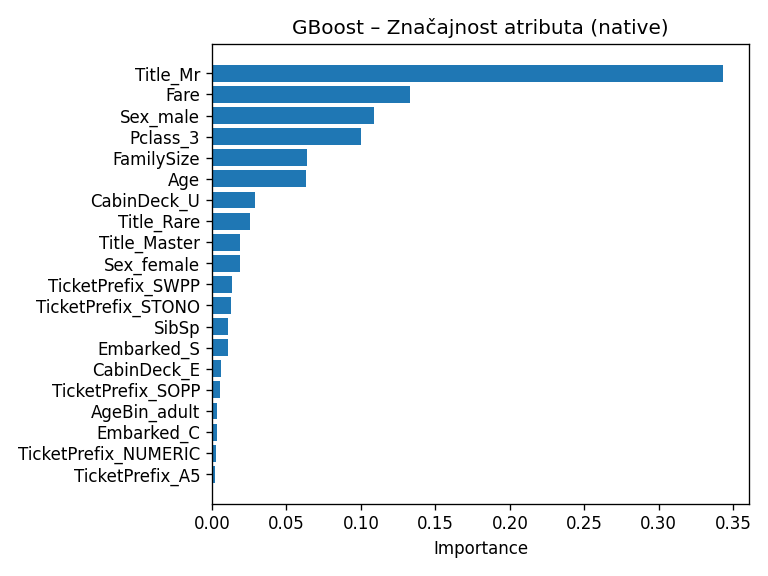 GBoost – Značajnost atributa (native)
Title_Mr
Fare
Sex_male
Pclass_3
FamilySize
Age
CabinDeck_U
Title_Rare
Title_Master
Sex_female
TicketPrefix_SWPP
TicketPrefix_STONO
SibSp
Embarked_S
CabinDeck_E
TicketPrefix_SOPP
AgeBin_adult
Embarked_C
TicketPrefix_NUMERIC
TicketPrefix_A5
0.00 0.05 0.10 0.15 0.20 0.25 0.30 0.35
Importance